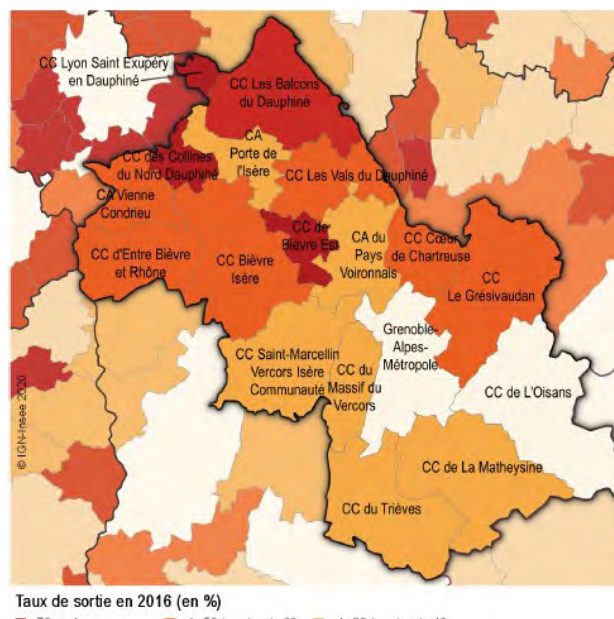 CC Lyon Saint Exupéry
en Dauphiné
CC Les Balcons
du Dauphiné
CA
Porte de
l'Isère
CC des Collines
du Nord Dauphiné
CC Les Vals du Dauphiné
CA Vienne
Condrieu
CC de
Bièvre Est
CA du
Pays
Voironnais
CC Cœur
de Chartreuse
CC d'Entre Bièvre
et Rhône
CC Bièvre
Isère
CC
Le Grésivaudan
Grenoble-
Alpes-
Métropole
CC Saint-Marcellin
Vercors Isère
Communauté
CC du
Massif du
Vercors
CC de L'Oisans
CC de La Matheysine
CC du Trièves
© IGN-Insee 2020
Taux de sortie en 2016 (en %)